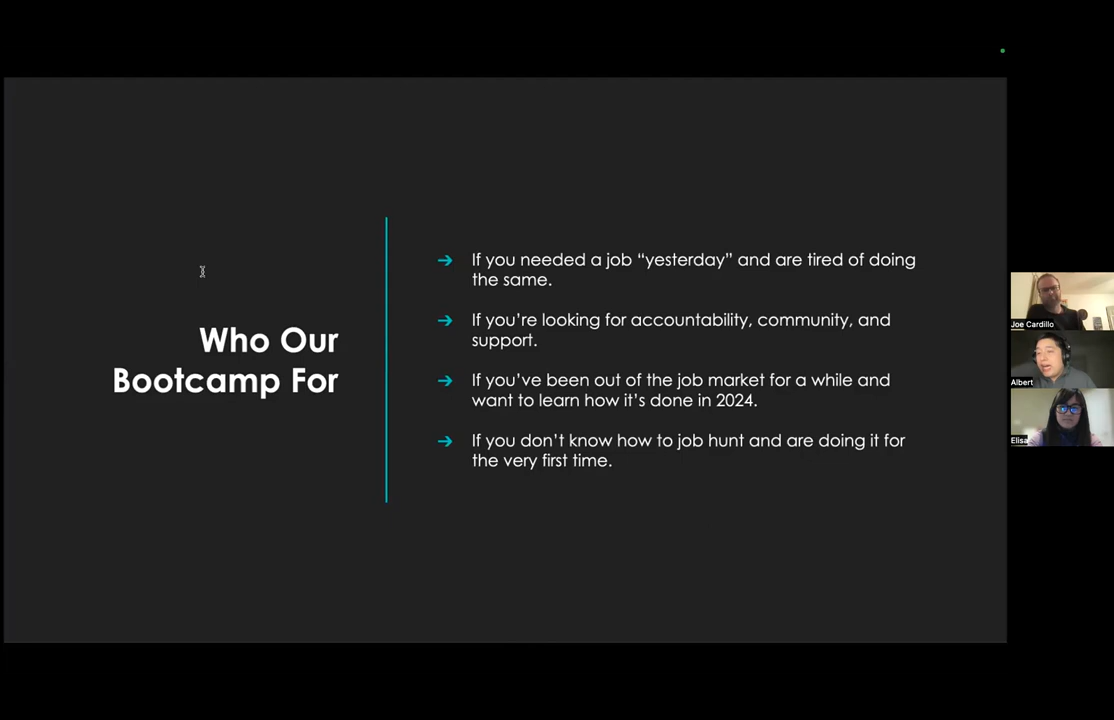 Who Our
Bootcamp For
If you needed a job “yesterday” and are tired of doing
the same.
If you’re looking for accountability, community, and
support.
If you’ve been out of the job market for a while and
want to learn how it’s done in 2024.
If you don’t know how to job hunt and are doing it for
the very first time.
Joe Cardillo
Albert
Elisa